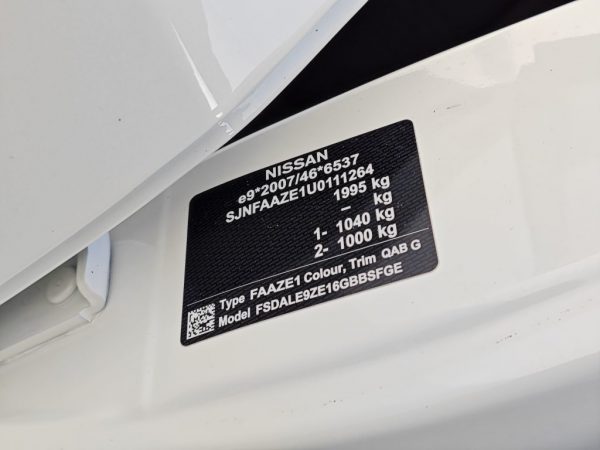 NISSAN
e9*2007/46*6537
SJNFAAZE1U0111264
1995 kg
– kg
1- 1040 kg
2- 1000 kg
Type FAAZE1 Colour, Trim QAB G
Model FSDALE9ZE16GBBSFGE